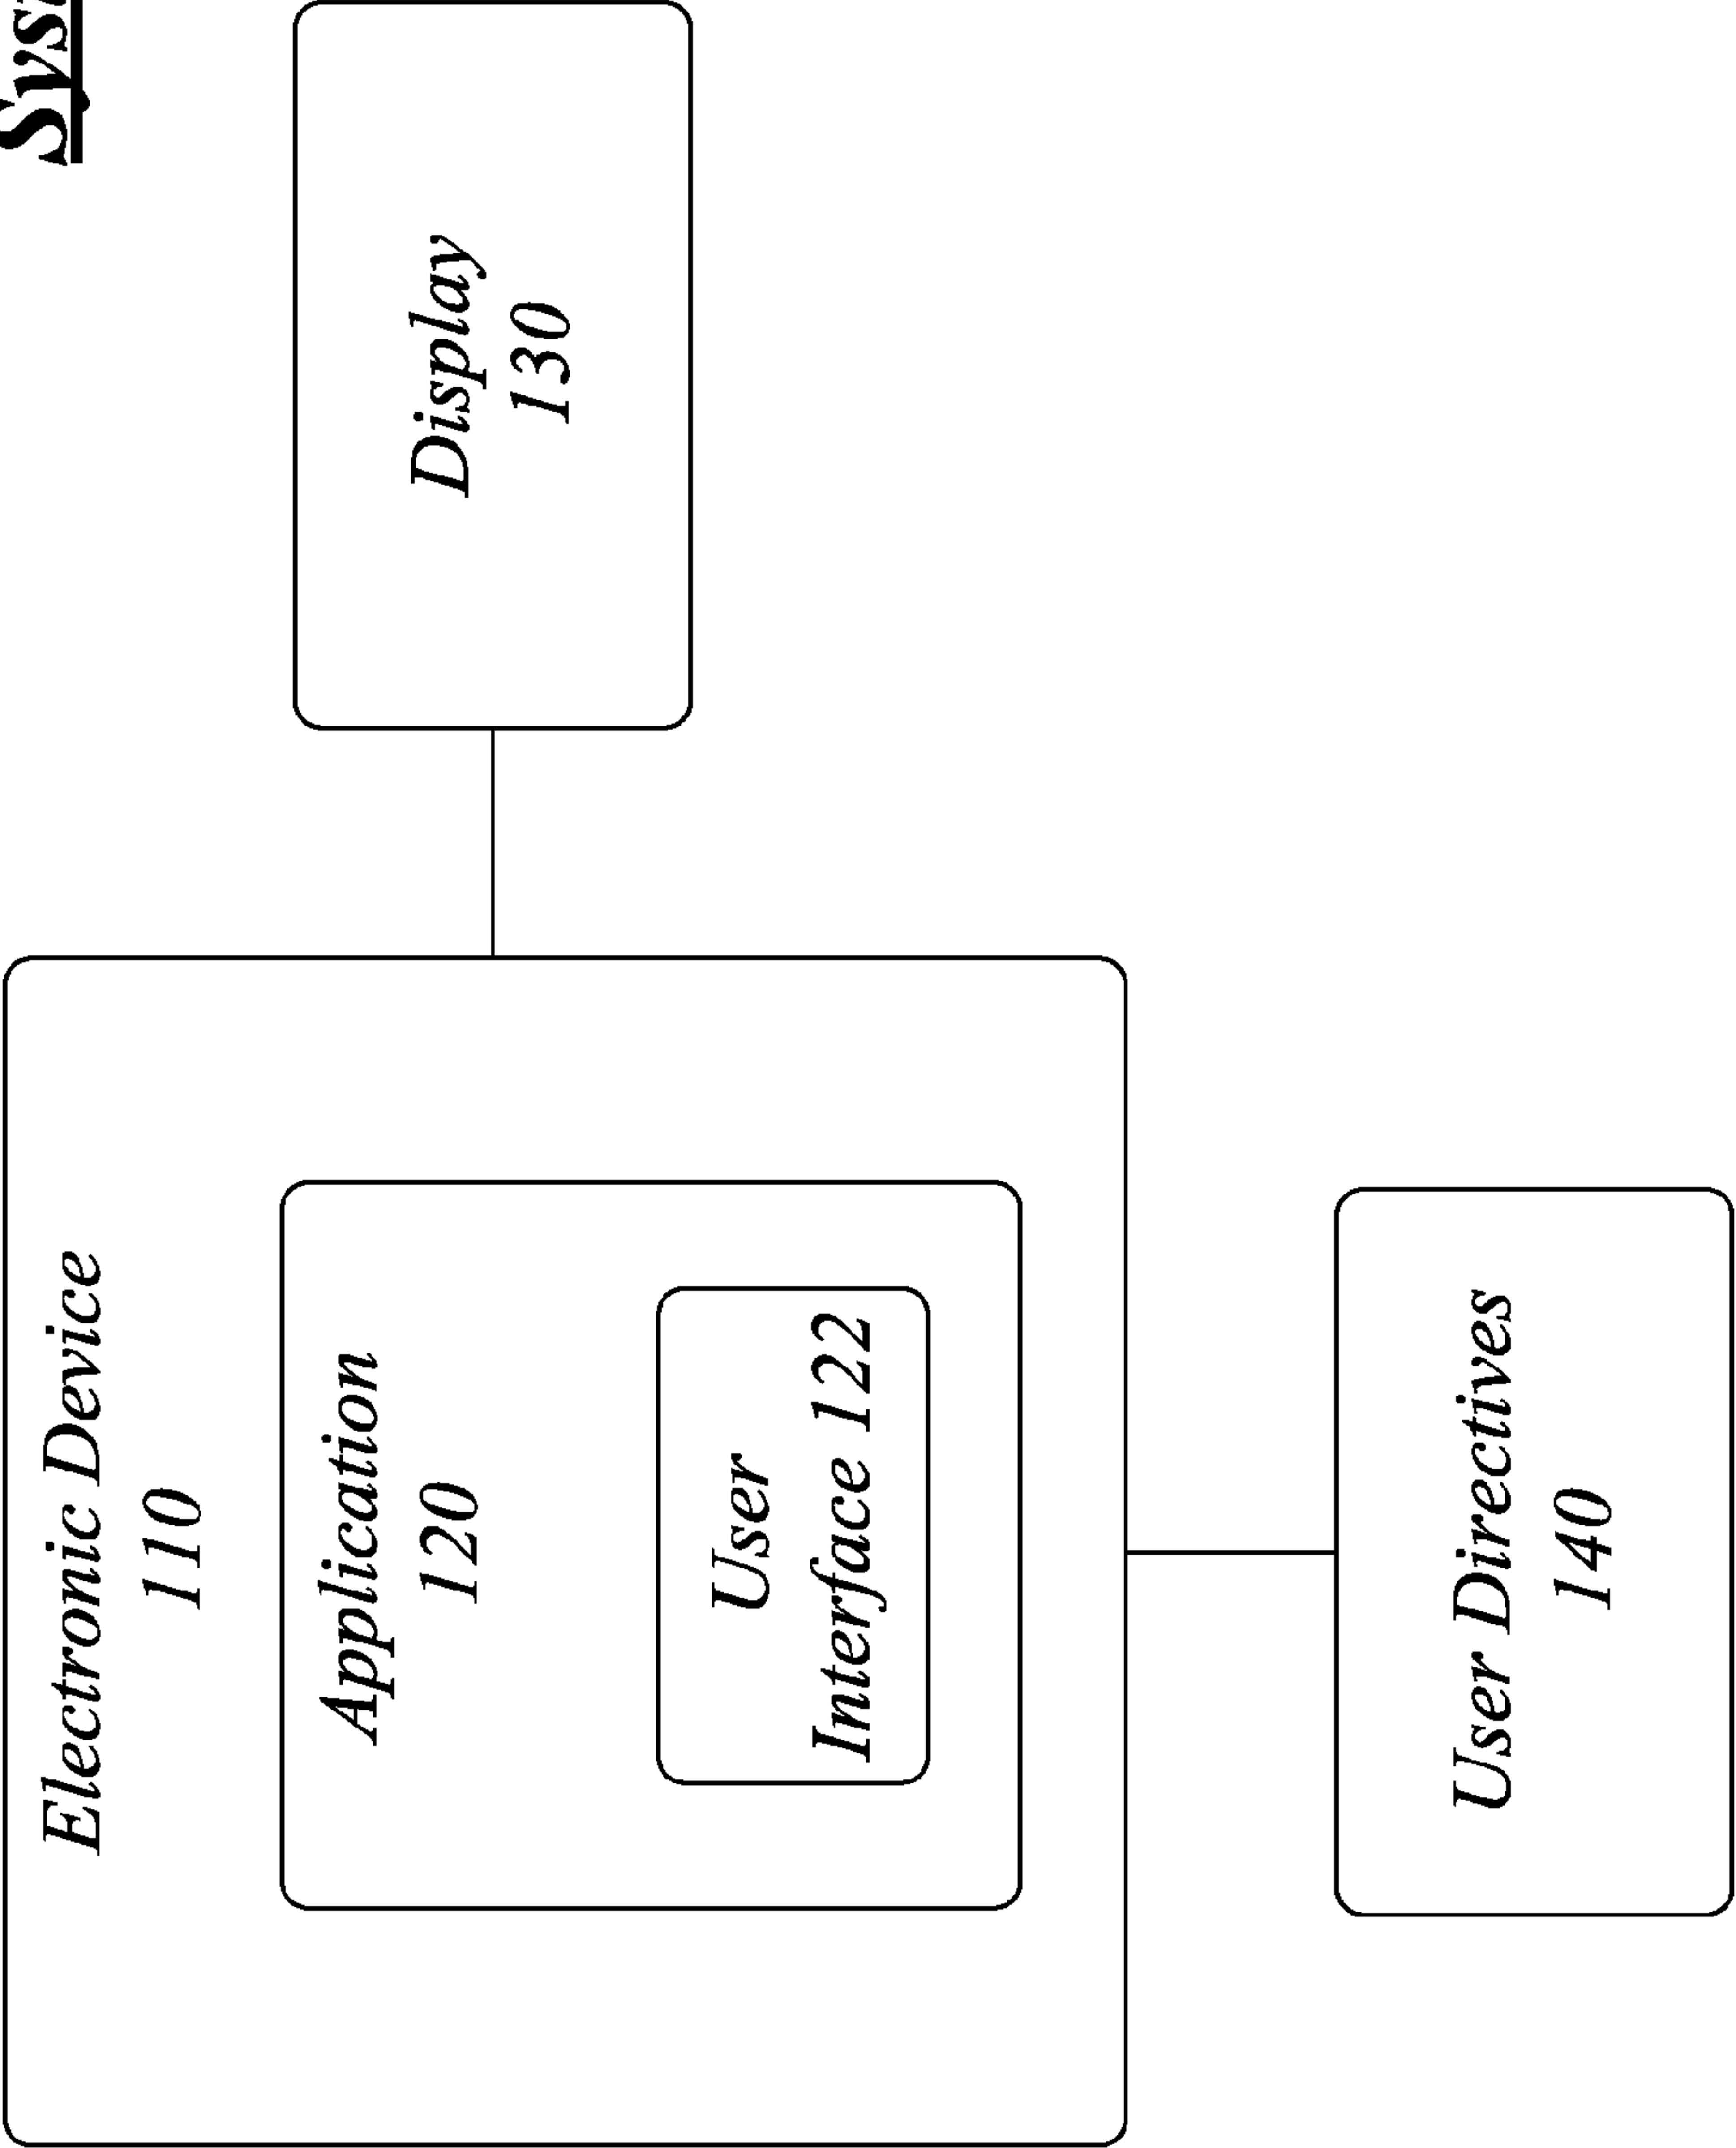 Electronic Device
110
Application
120
User
Interface 122
Display
130
User Directives
140